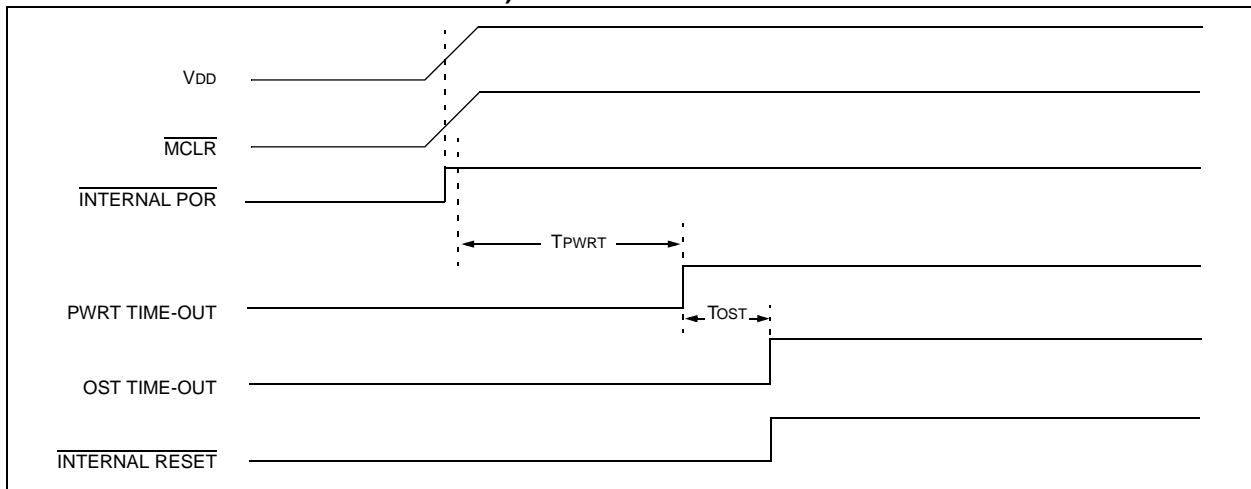 VDD
MCLR
INTERNAL POR
TPWRT
PWRT TIME-OUT
TOST
OST TIME-OUT
INTERNAL RESET